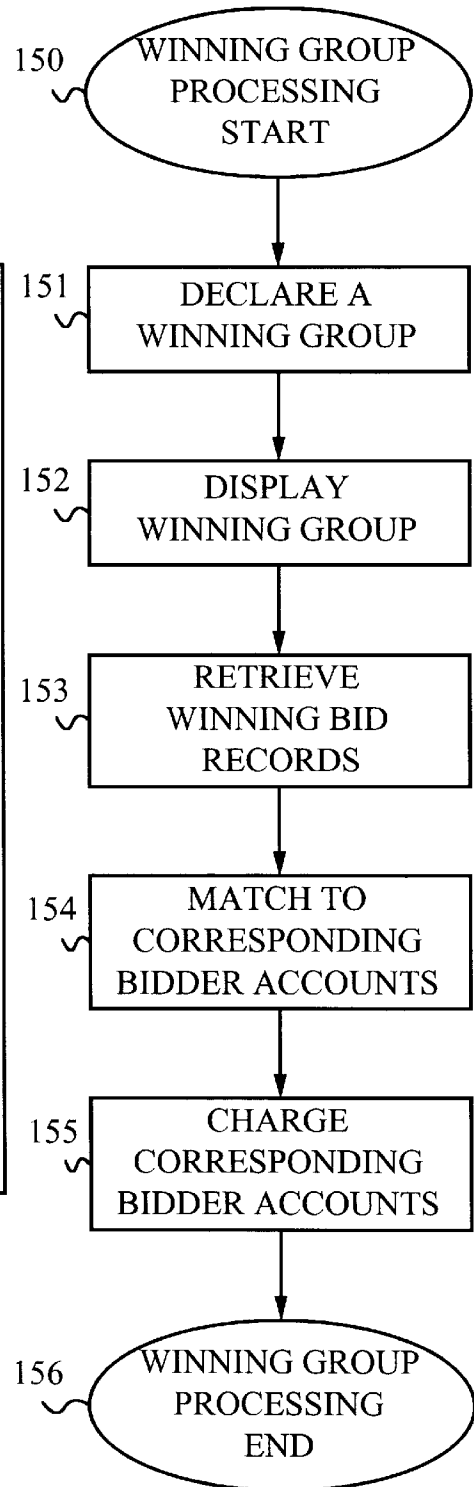 150
WINNING GROUP
PROCESSING
START
151
DECLARE A
WINNING GROUP
152
DISPLAY
WINNING GROUP
153
RETRIEVE
WINNING BID
RECORDS
154
MATCH TO
CORRESPONDING
BIDDER ACCOUNTS
155
CHARGE
CORRESPONDING
BIDDER ACCOUNTS
156
WINNING GROUP
PROCESSING
END